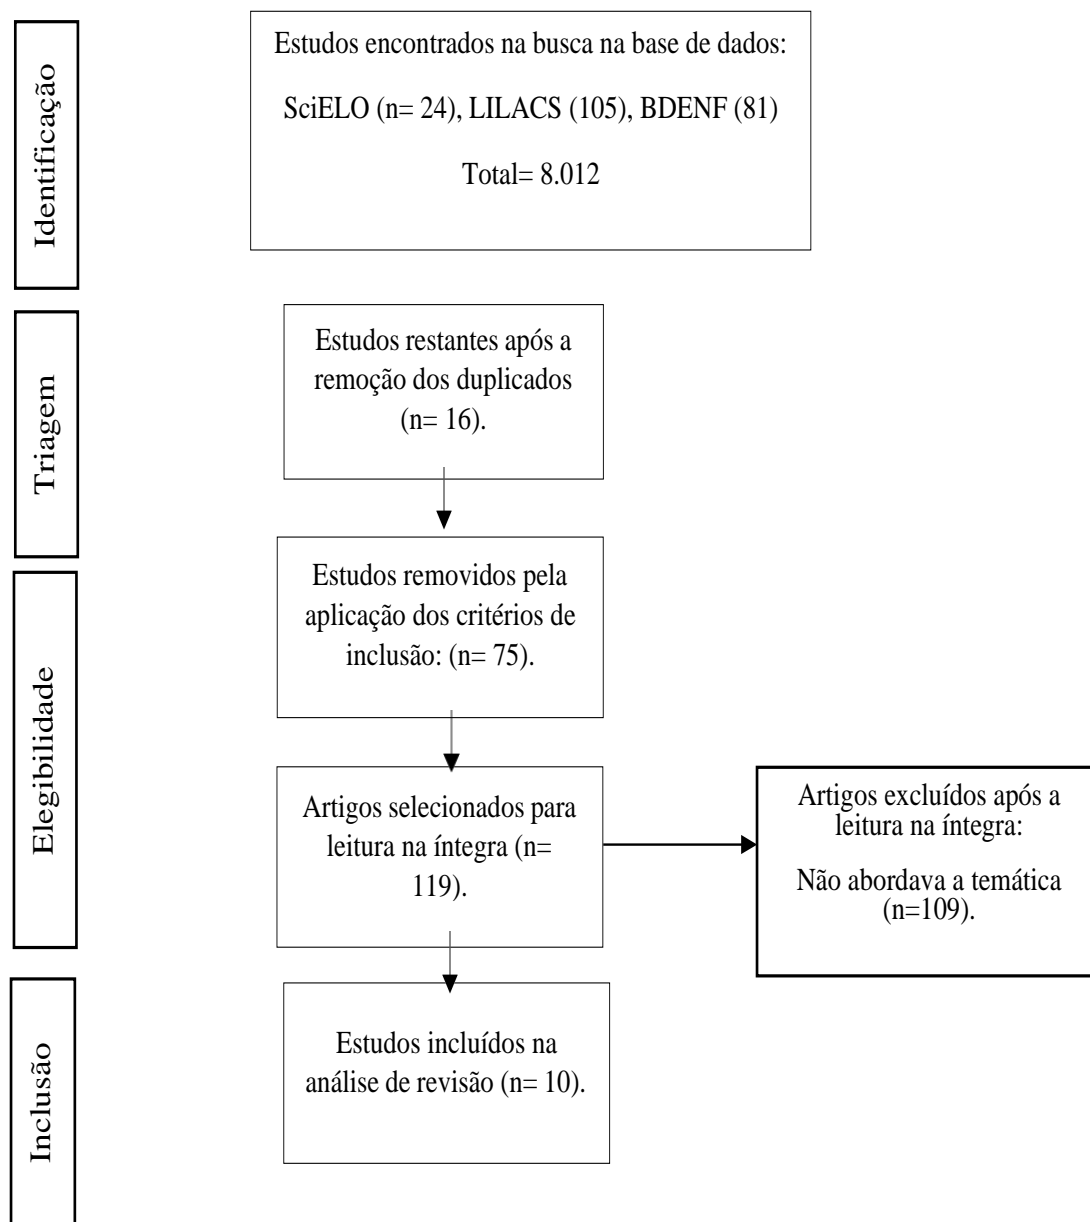 Identificação
Estudos encontrados na busca na base de dados:
SciELO (n= 24), LILACS (105), BDENF (81)
Total= 8.012
Triagem
Estudos restantes após a
remoção dos duplicados
(n= 16).
Elegibilidade
Estudos removidos pela
aplicação dos critérios de
inclusão: (n= 75).
Artigos selecionados para
leitura na íntegra (n=
119).
Artigos excluídos após a
leitura na íntegra:
Não abordava a temática
(n=109).
Inclusão
Estudos incluídos na
análise de revisão (n= 10).